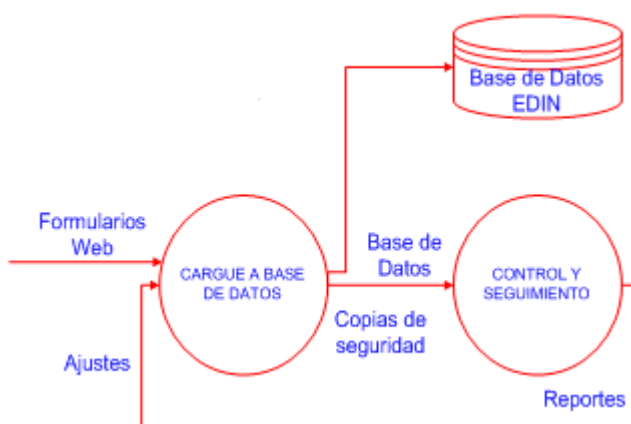 Base de Datos
EDIN
Formularios
Web
CARGUE A BASE
DE DATOS
Base de
Datos
CONTROL Y
SEGUIMIENTO
Copias de
seguridad
Ajustes
Reportes